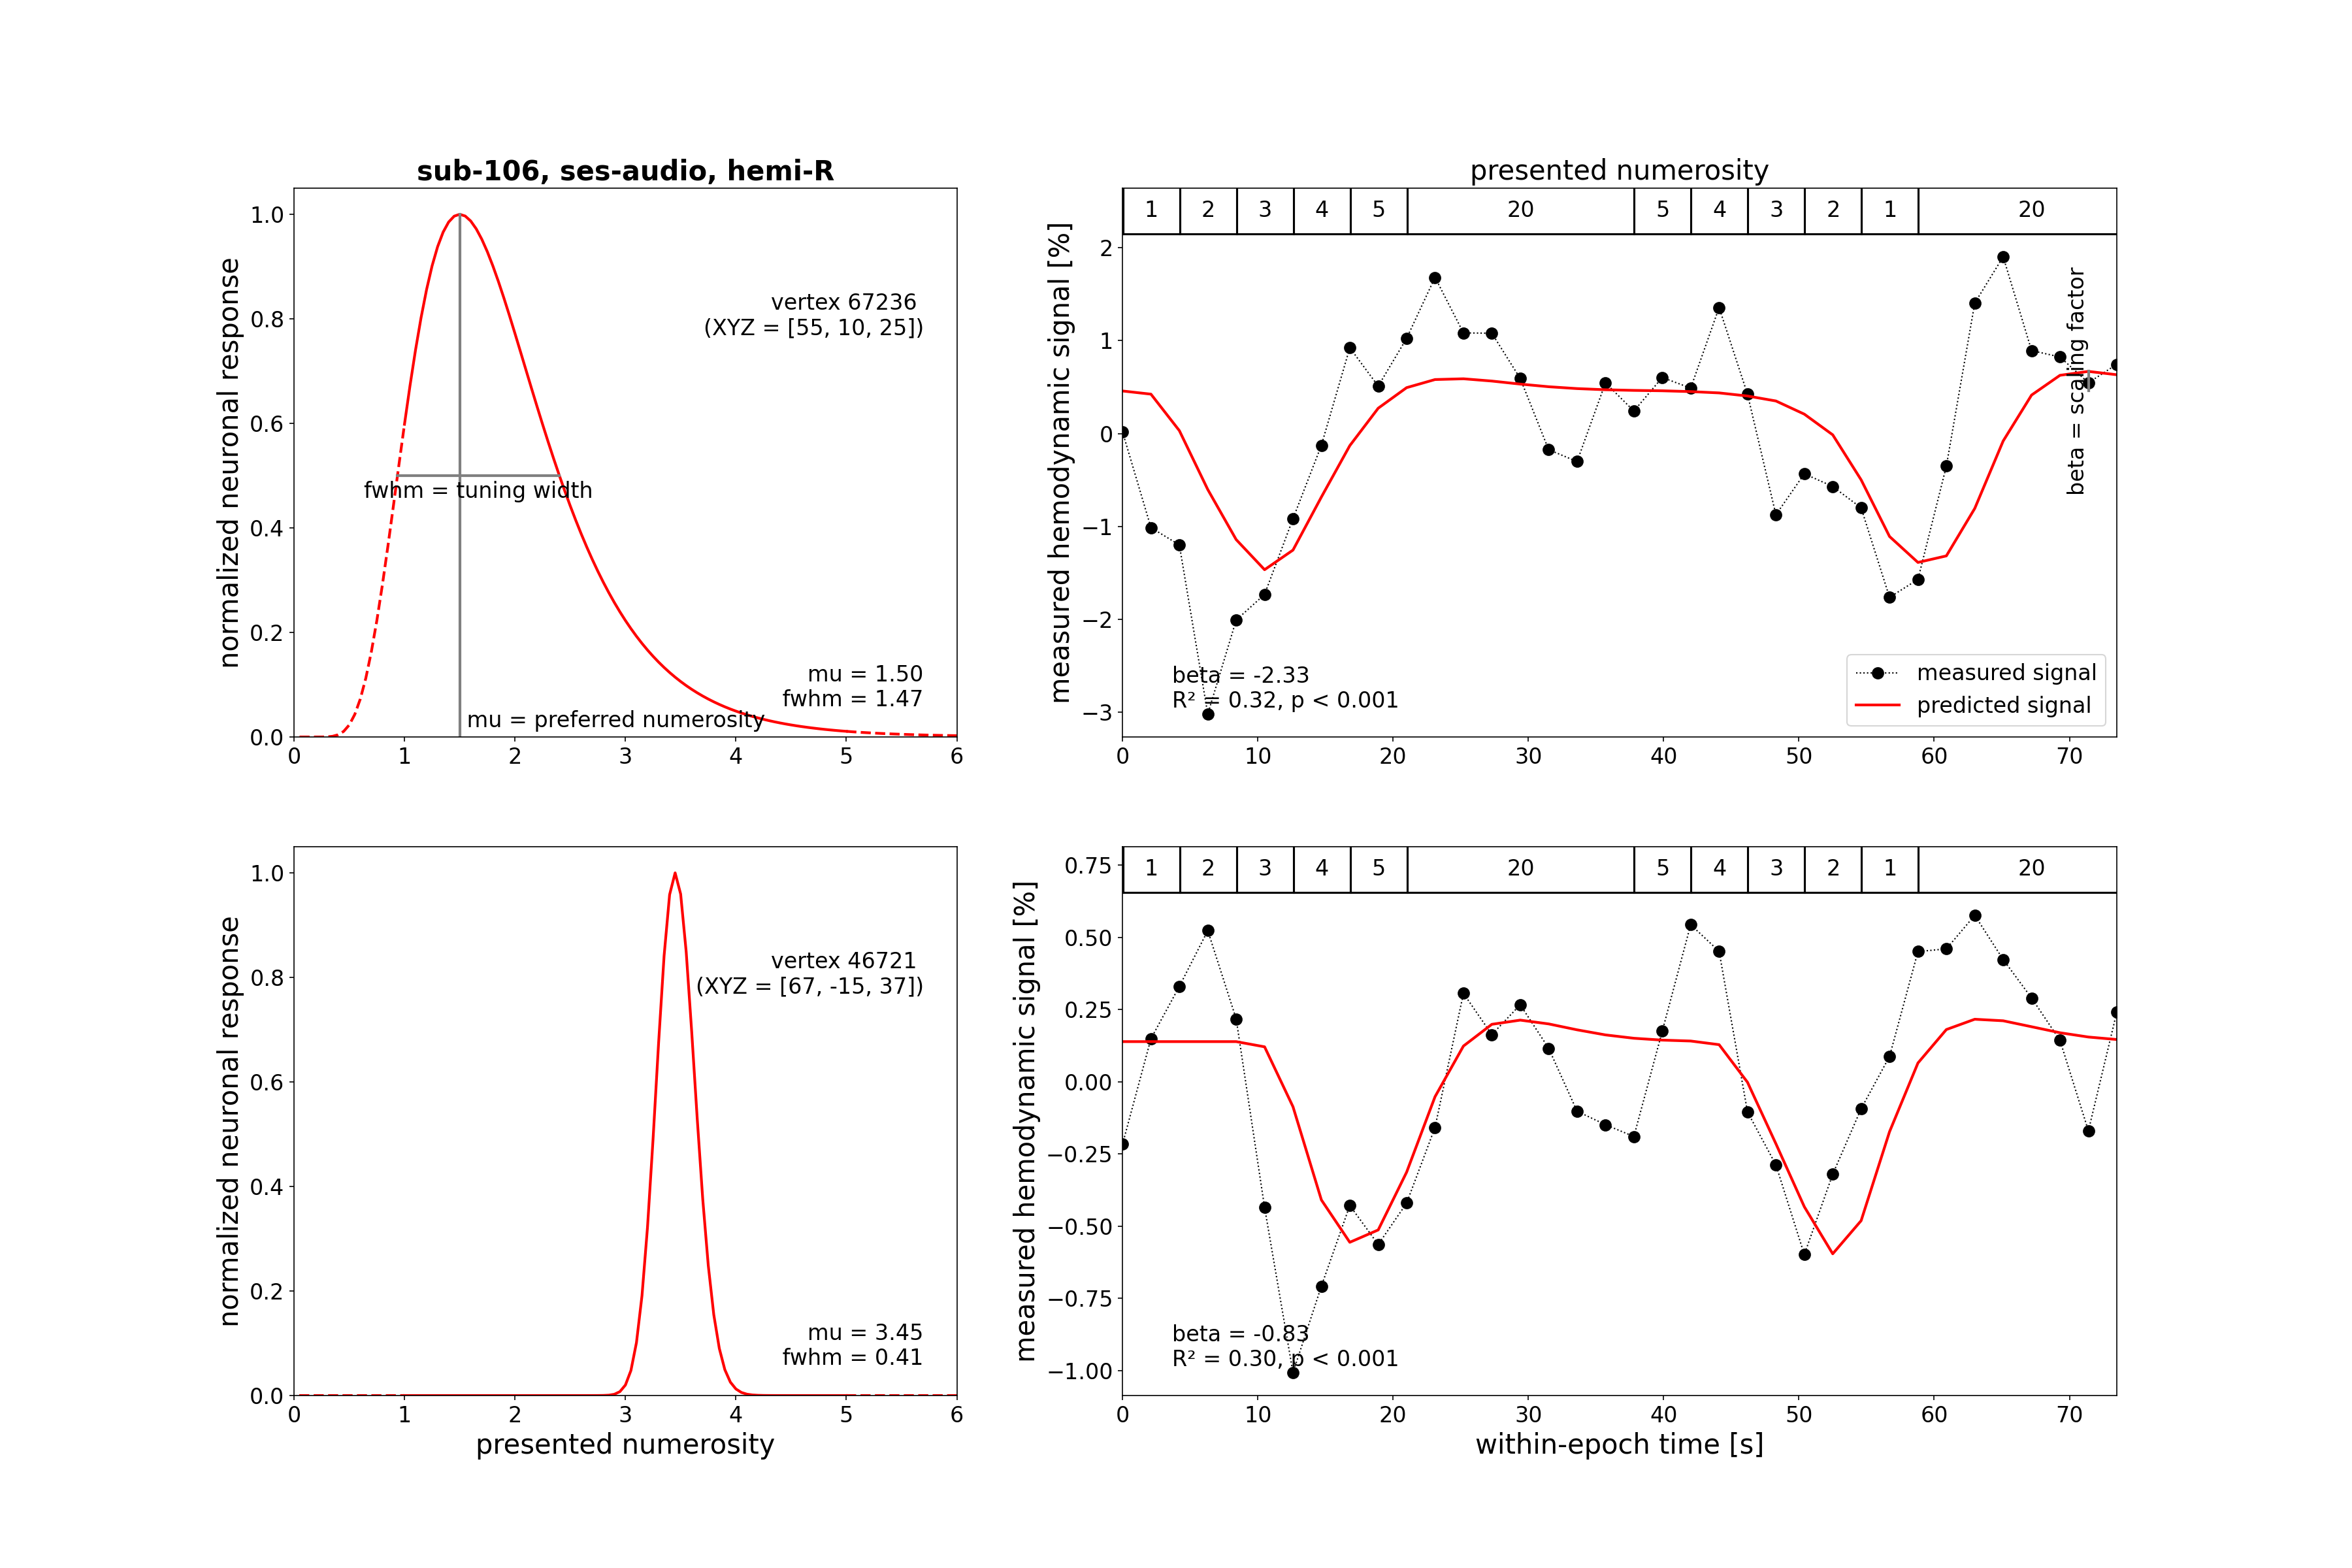 sub-106, ses-audio, hemi-R
normalized neuronal response
1.0
0.8
0.6
0.4
0.2
0.0
vertex 67236
(XYZ = [55, 10, 25])
fwhm = tuning width
mu = 1.50
fwhm = 1.47
mu = preferred numerosity
0 1 2 3 4 5 6
presented numerosity
1 2 3 4 5 20 5 4 3 2 1 20
measured hemodynamic signal [%]
2
1
0
−1
−2
−3
beta = scaling factor
beta = -2.33
R² = 0.32, p < 0.001
measured signal
predicted signal
0 10 20 30 40 50 60 70
normalized neuronal response
1.0
0.8
0.6
0.4
0.2
0.0
vertex 46721
(XYZ = [67, -15, 37])
mu = 3.45
fwhm = 0.41
0 1 2 3 4 5 6
presented numerosity
1 2 3 4 5 20 5 4 3 2 1 20
measured hemodynamic signal [%]
0.75
0.50
0.25
0.00
−0.25
−0.50
−0.75
−1.00
beta = -0.83
R² = 0.30, p < 0.001
0 10 20 30 40 50 60 70
within-epoch time [s]